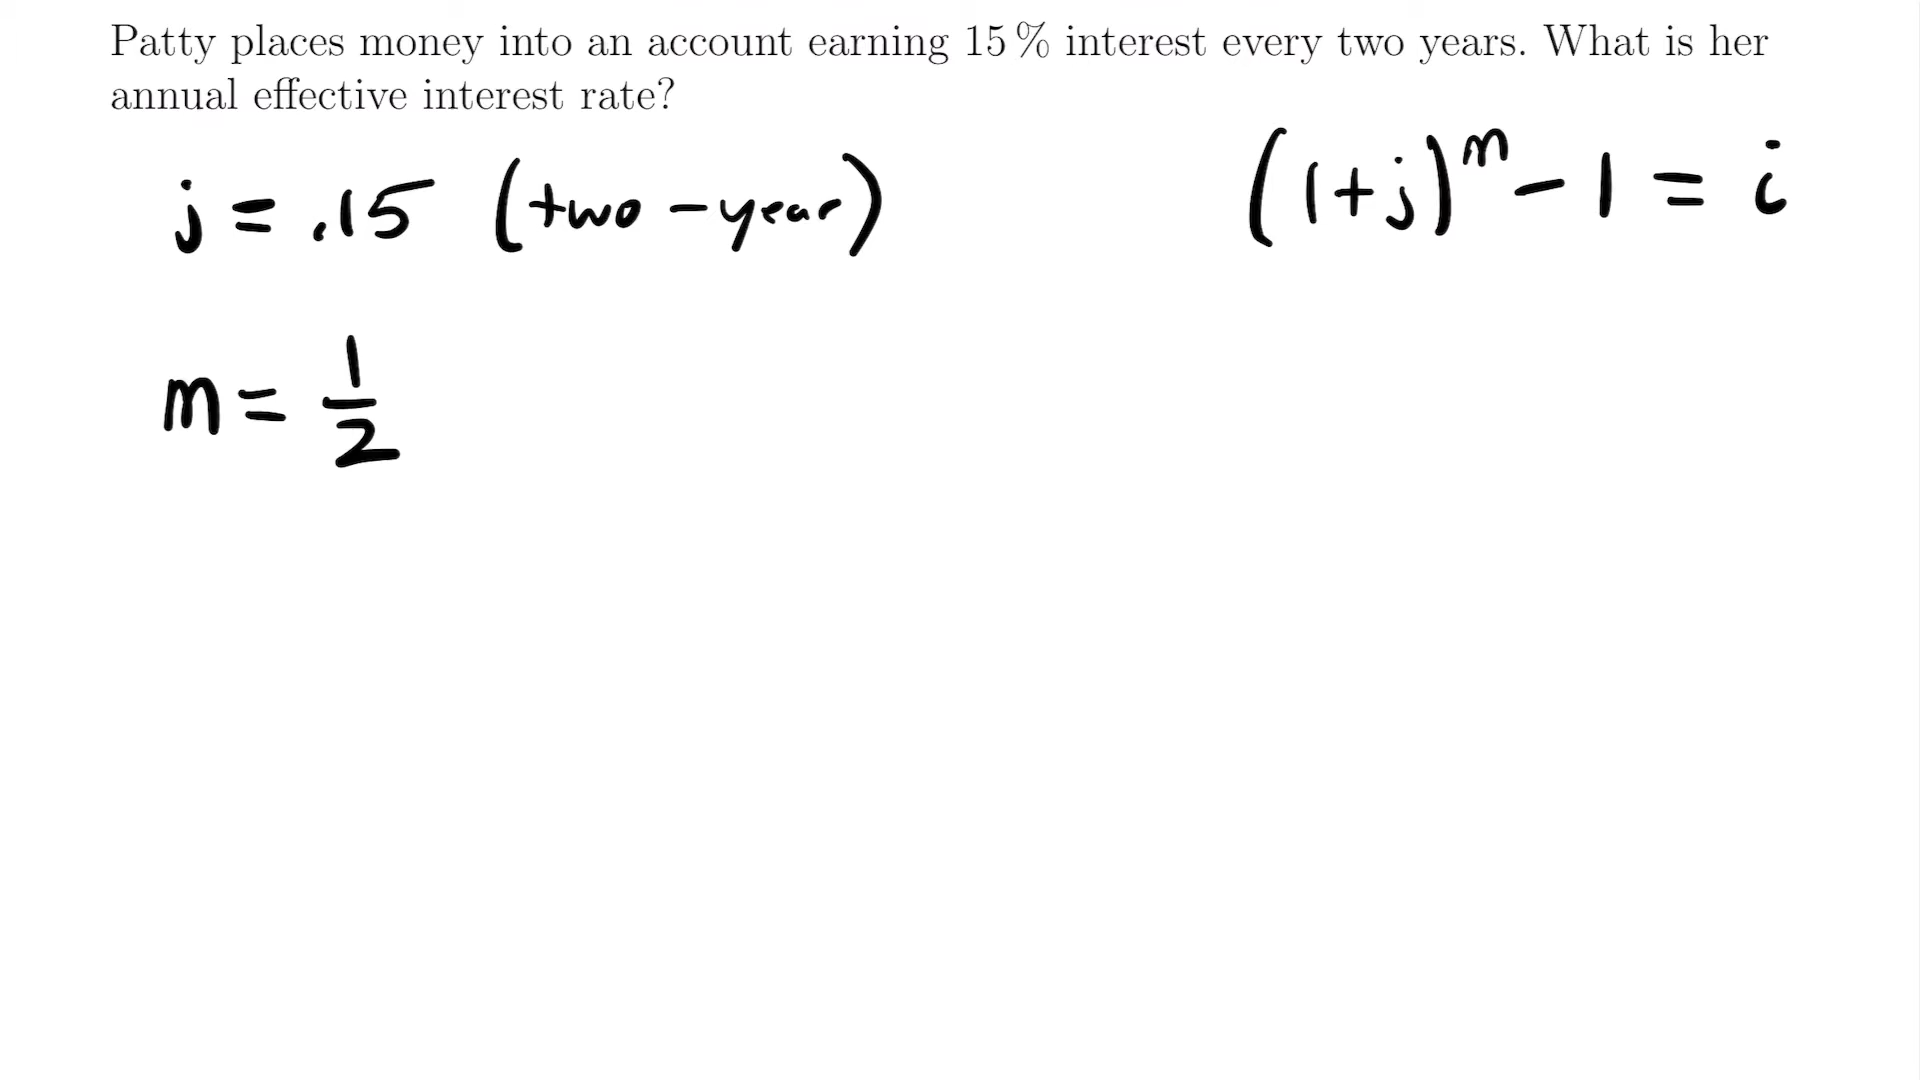 Patty places money into an account earning 15 % interest every two years. What is her
annual effective interest rate?
j = .15 (two-year)
(1+j)^m - 1 = i
m = 1/2